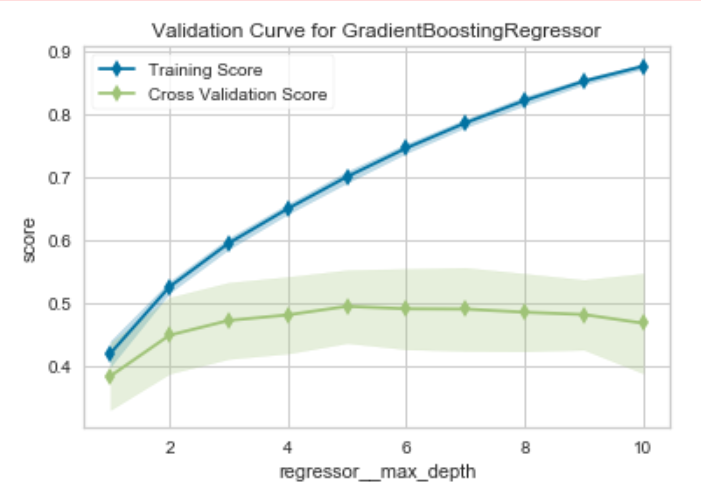 Validation Curve for GradientBoostingRegressor
0.9
Training Score
Cross Validation Score
0.8
0.7
0.6
score
0.5
0.4
2 4 6 8 10
regressor__max_depth